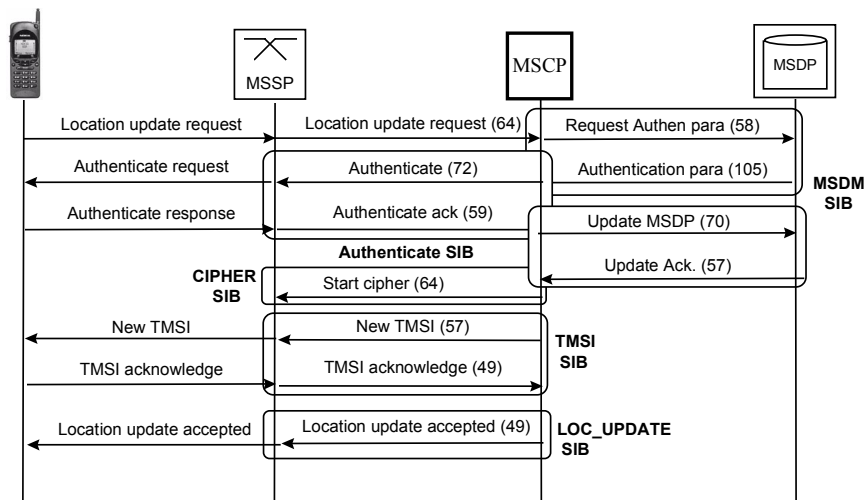 MSSP
MSCP
MSDP
Location update request
Location update request (64)
Request Authen para (58)
Authenticate request
Authenticate (72)
Authentication para (105)
MSDM
SIB
Authenticate response
Authenticate ack (59)
Update MSDP (70)
Authenticate SIB
CIPHER
SIB
Start cipher (64)
Update Ack. (57)
New TMSI
New TMSI (57)
TMSI
SIB
TMSI acknowledge
TMSI acknowledge (49)
Location update accepted
Location update accepted (49)
LOC_UPDATE
SIB